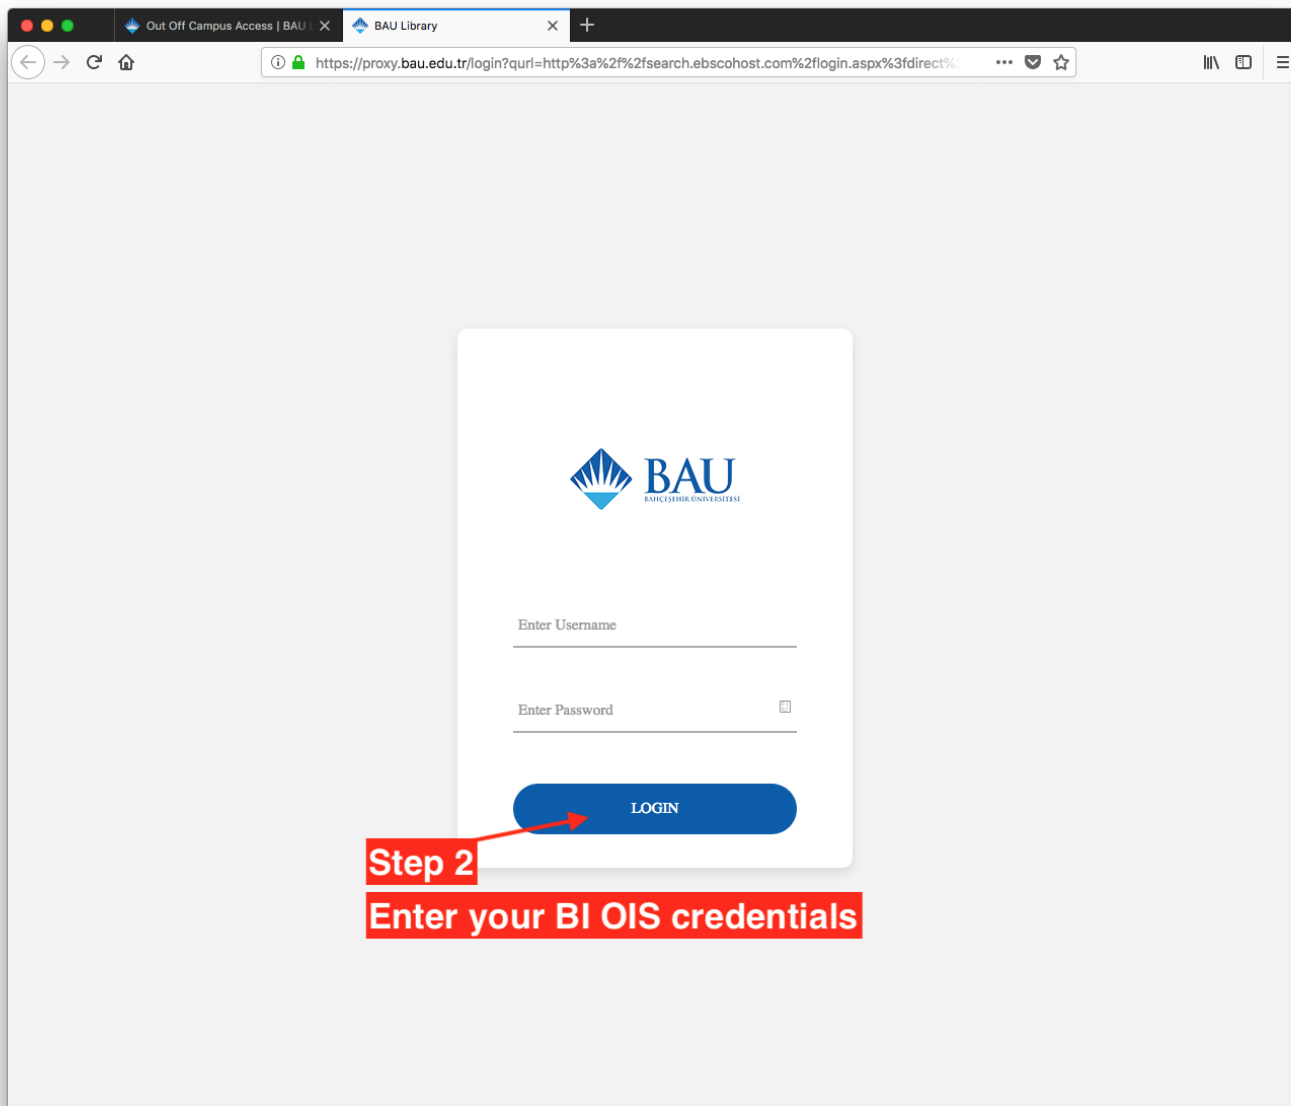 Out Off Campus Access | BAU
BAU Library
https://proxy.bau.edu.tr/login?qurl=http%3a%2f%2fsearch.ebscohost.com%2flogin.aspx%3fdirect%
BAU
BAHÇEŞEHİR ÜNİVERSİTESİ
Enter Username
Enter Password
LOGIN
Step 2
Enter your BI OIS credentials